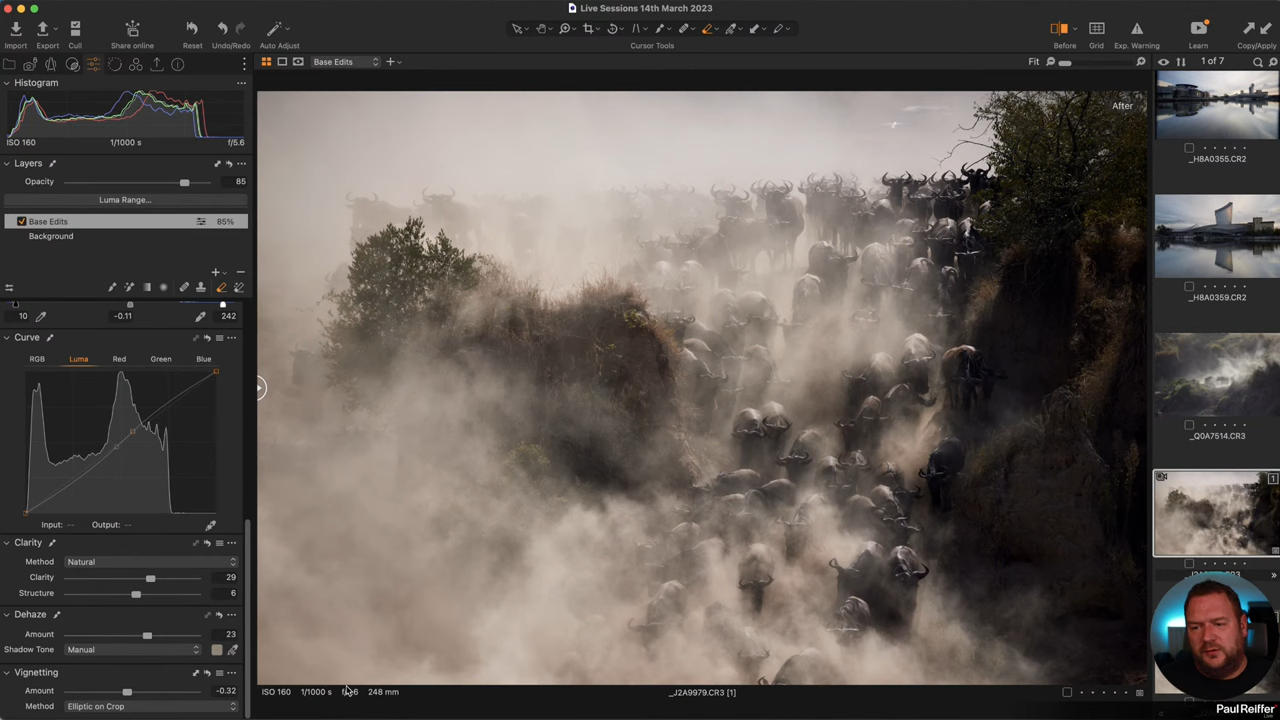 Live Sessions 14th March 2023
Import
Export
Cull
Share online
Reset
Undo/Redo
Auto Adjust
Cursor Tools
Before
Grid
Exp. Warning
Learn
Copy/Apply
Base Edits
Fit
1 of 7
Histogram
ISO 160
1/1000 s
f/5.6
Layers
Opacity
85
Luma Range...
Base Edits
85%
Background
10
-0.11
242
Curve
RGB
Luma
Red
Green
Blue
Input: --
Output: --
Clarity
Method
Natural
Clarity
29
Structure
6
Dehaze
Amount
23
Shadow Tone
Manual
Vignetting
Amount
-0.32
Method
Elliptic on Crop
After
ISO 160
1/1000 s
248 mm
_J2A9979.CR3 [1]
_H8A0355.CR2
_H8A0359.CR2
_Q0A7514.CR3
1
PaulReiffer
Live